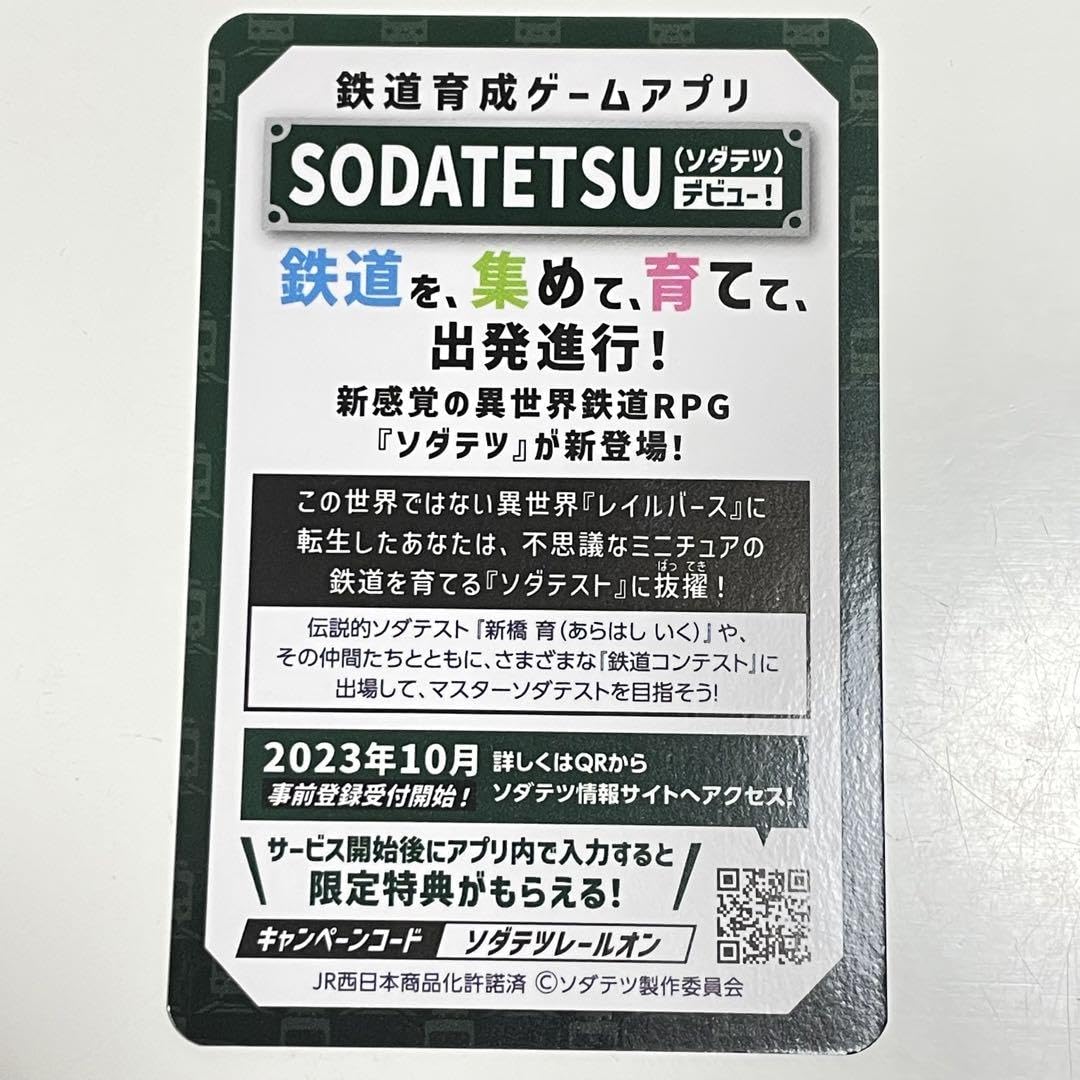 鉄道育成ゲームアプリ
SODATETSU(ソダテツ)
デビュー!
鉄道を、集めて、育てて、
出発進行!
新感覚の異世界鉄道RPG
『ソダテツ』が新登場!
この世界ではない異世界『レイルバース』に
転生したあなたは、不思議なミニチュアの
ばってき
鉄道を育てる『ソダテスト』に抜擢!
伝説的ソダテスト『新橋 育(あらはし いく)』や、
その仲間たちとともに、さまざまな『鉄道コンテスト』に
出場して、マスターソダテストを目指そう!
2023年10月
事前登録受付開始!
詳しくはQRから
ソダテツ情報サイトへアクセス!
サービス開始後にアプリ内で入力すると
限定特典がもらえる!
キャンペーンコード ソダテツレールオン
JR西日本商品化許諾済 ©ソダテツ製作委員会